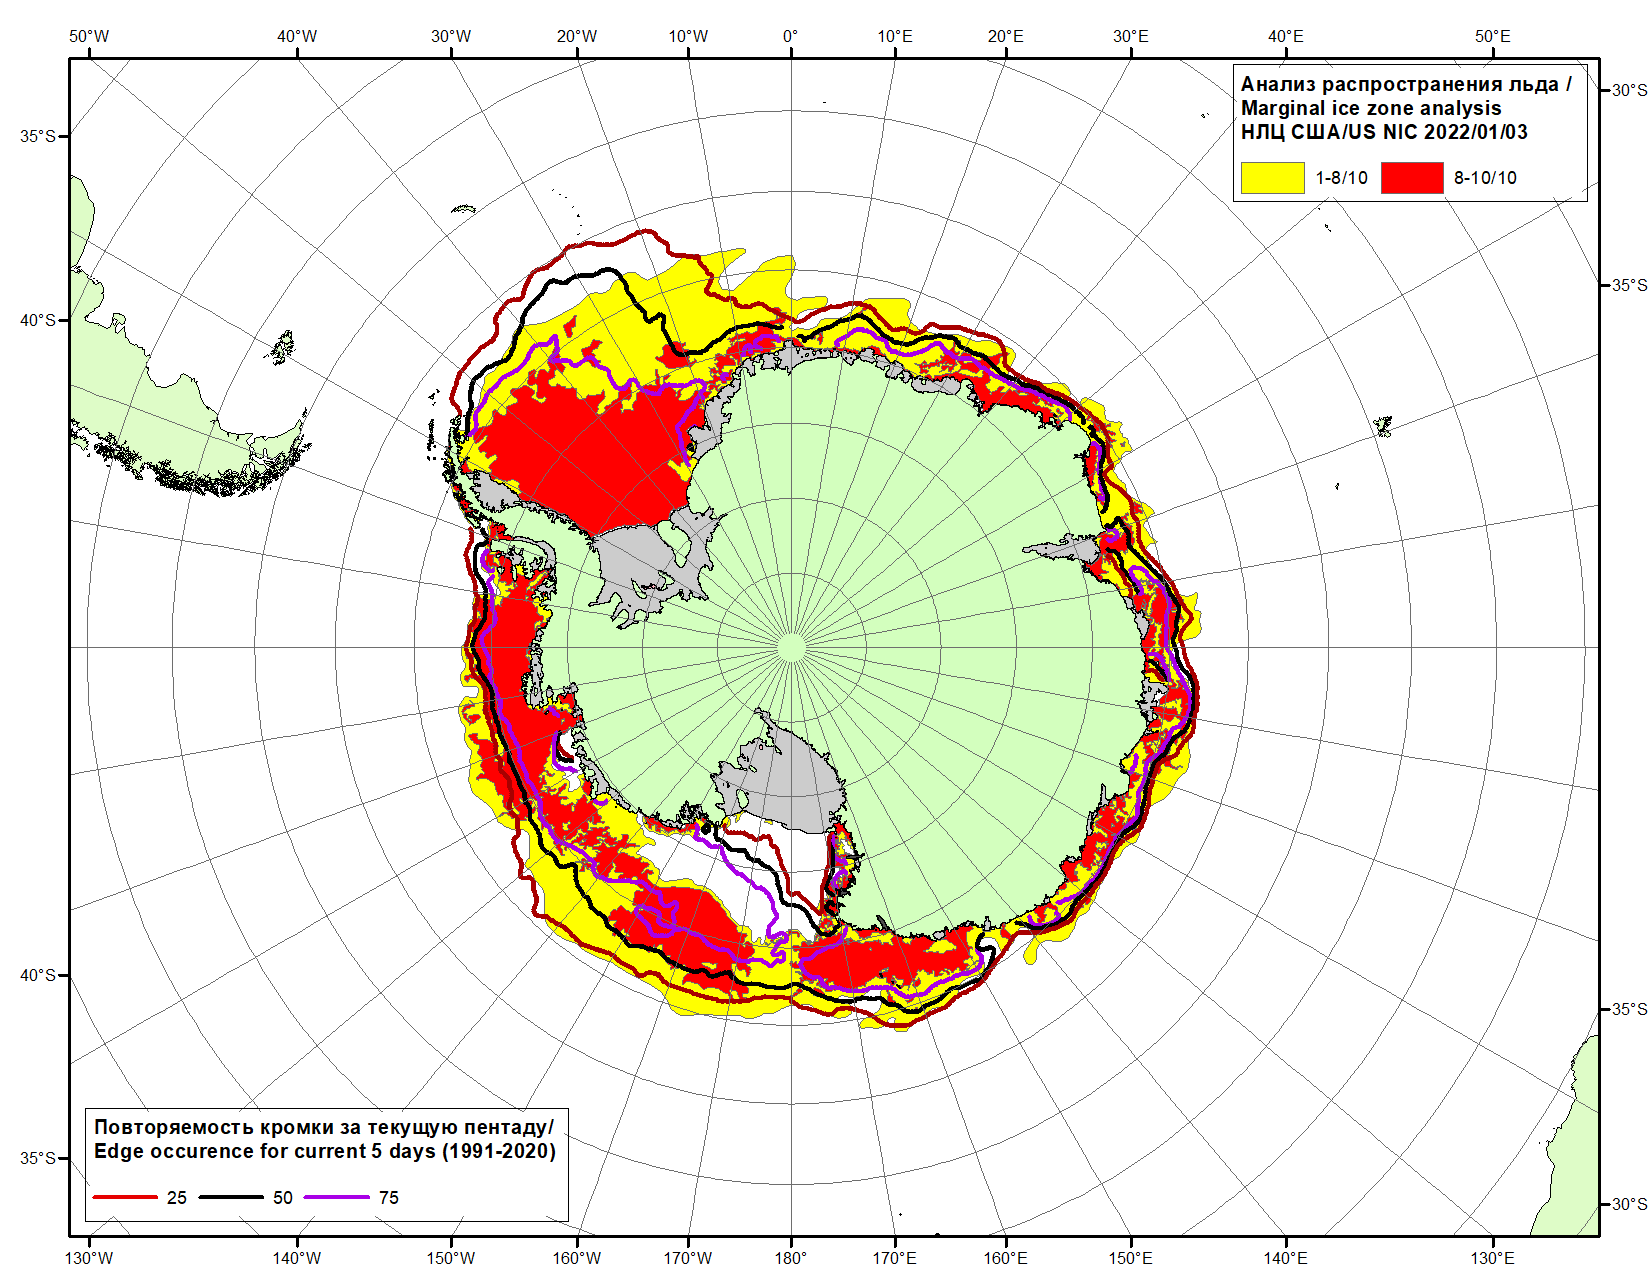 50°W 40°W 30°W 20°W 10°W 0° 10°E 20°E 30°E 40°E 50°E
Анализ распространения льда /
Marginal ice zone analysis
НЛЦ США/US NIC 2022/01/03
1-8/10 8-10/10
30°S
35°S
35°S
40°S
40°S
35°S
35°S
30°S
Повторяемость кромки за текущую пентаду/
Edge occurence for current 5 days (1991-2020)
25 50 75
130°W 140°W 150°W 160°W 170°W 180° 170°E 160°E 150°E 140°E 130°E